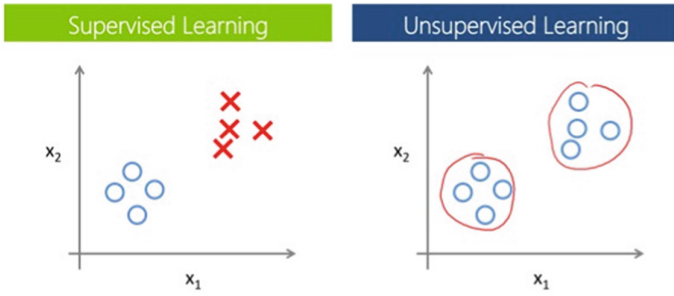 Supervised Learning
Unsupervised Learning
x₂
x₁
x₂
x₁